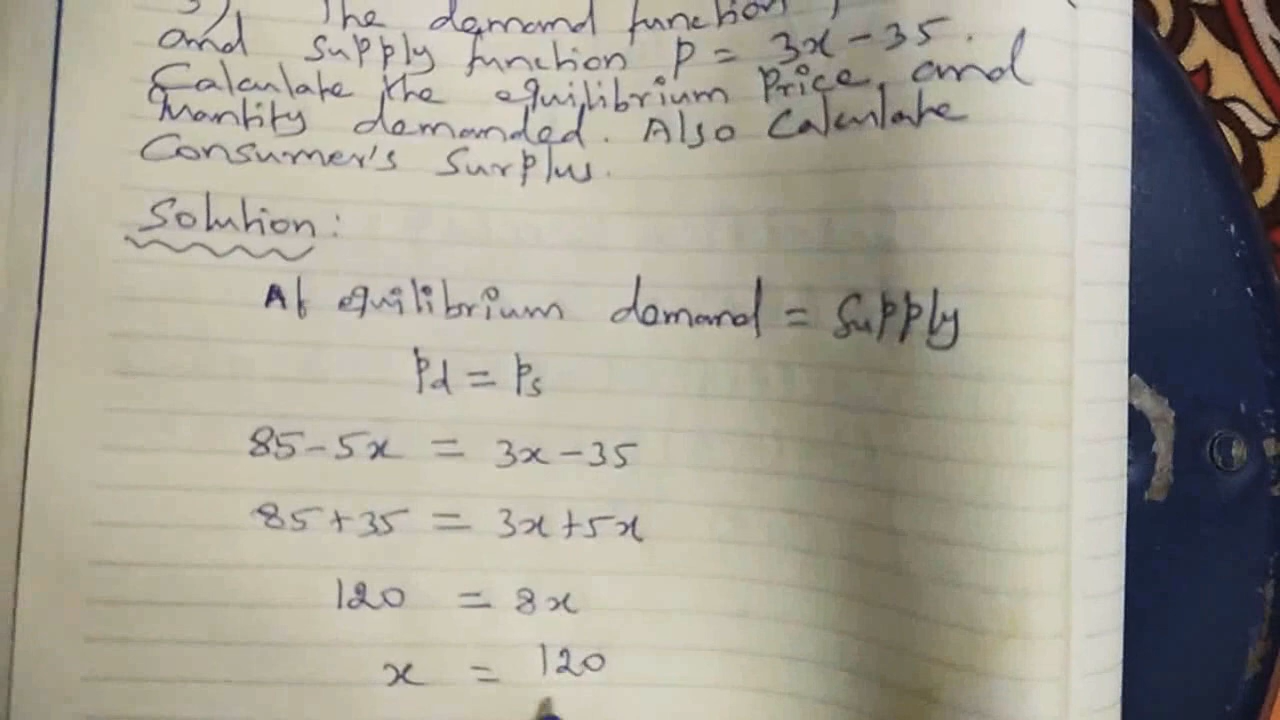 The demand function
and supply function p = 3x - 35.
Calculate the equilibrium Price and
quantity demanded. Also Calculate
Consumer's Surplus.
Solution:
At equilibrium demand = Supply
Pd = Ps
85 - 5x = 3x - 35
85 + 35 = 3x + 5x
120 = 8x
x = 120